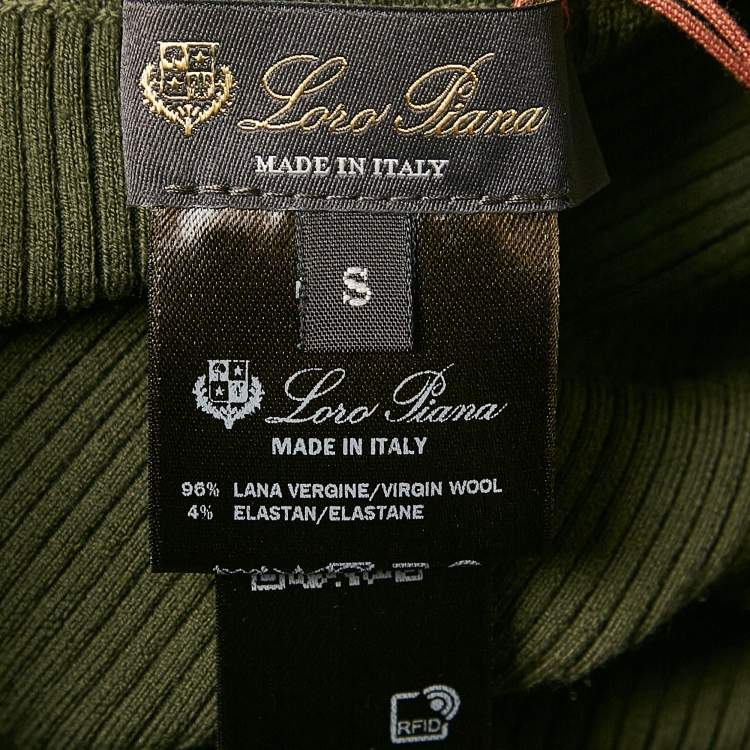 Loro Piana
MADE IN ITALY
S
Loro Piana
MADE IN ITALY
96% LANA VERGINE/VIRGIN WOOL
4% ELASTAN/ELASTANE
RFID